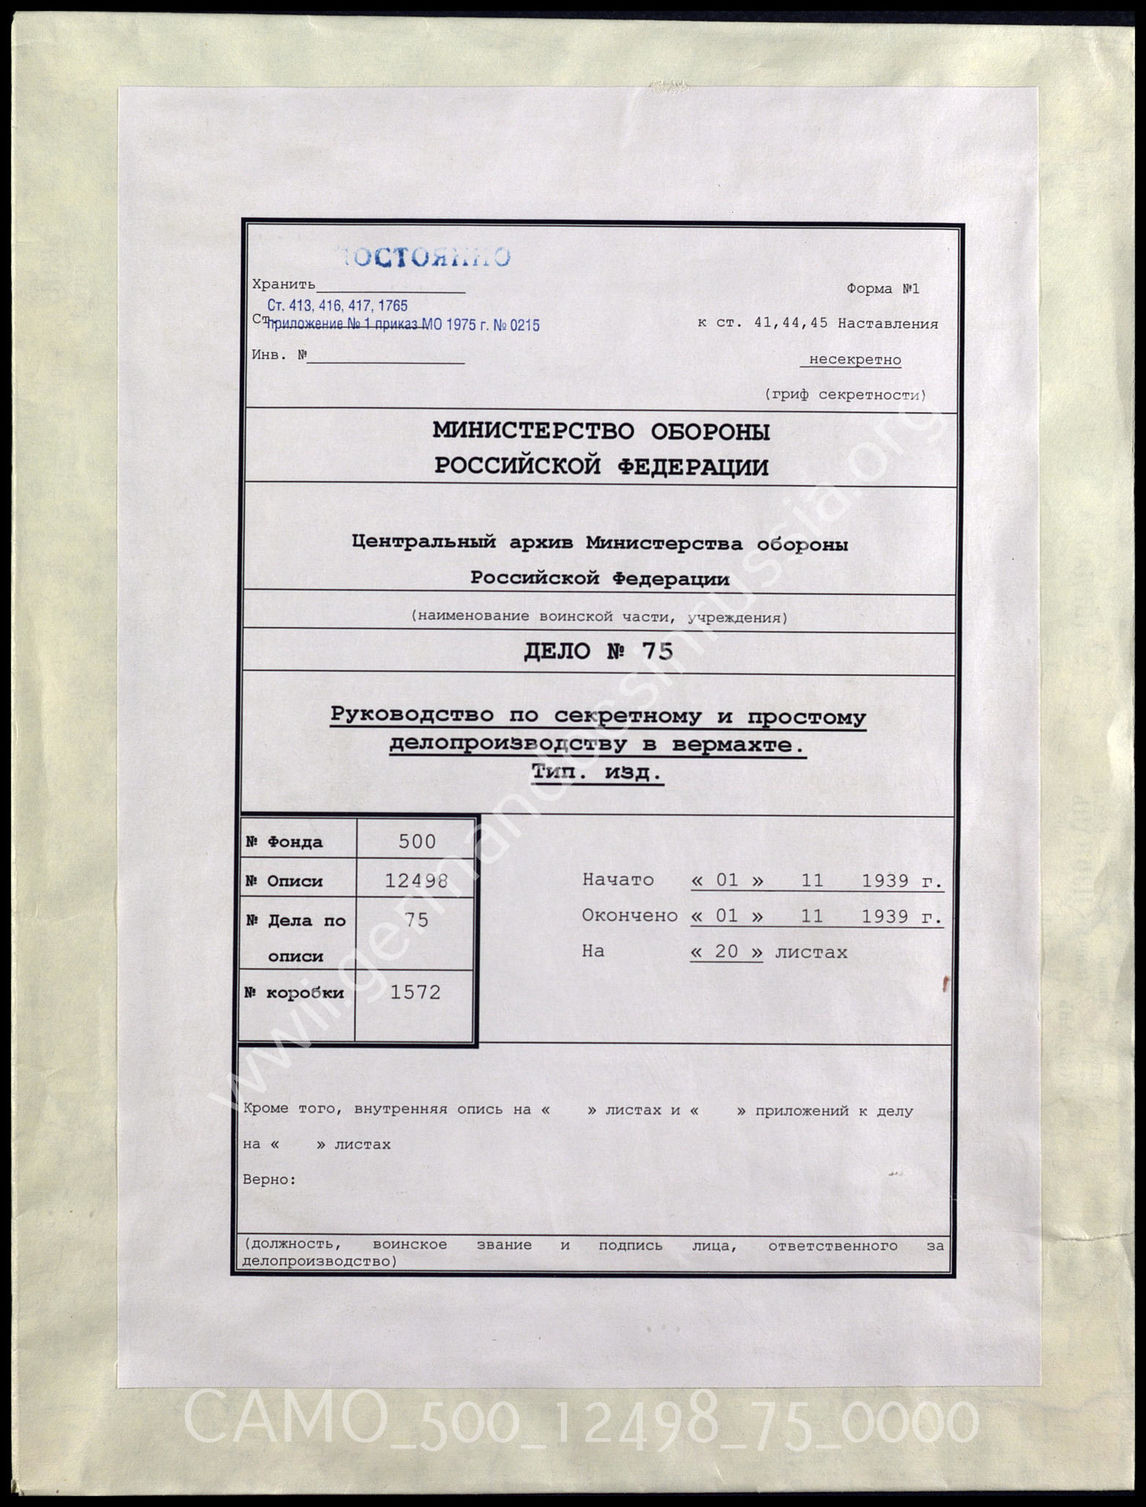 ПОСТОЯННО
Хранить
Форма №1
Ст. 413, 416, 417, 1765
Ст.
приложение № 1 приказ МО 1975 г. № 0215
к ст. 41,44,45 Наставления
Инв. №
несекретно
(гриф секретности)
МИНИСТЕРСТВО ОБОРОНЫ
РОССИЙСКОЙ ФЕДЕРАЦИИ
Центральный архив Министерства обороны
Российской Федерации
(наименование воинской части, учреждения)
ДЕЛО № 75
Руководство по секретному и простому
делопроизводству в вермахте.
Тип. изд.
№ Фонда 500
№ Описи 12498
№ Дела по 75
описи
№ коробки 1572
Начато « 01 » 11 1939 г.
Окончено « 01 » 11 1939 г.
На « 20 » листах
Кроме того, внутренняя опись на « » листах и « » приложений к делу
на « » листах
Верно:
(должность, воинское звание и подпись лица, ответственного за
делопроизводство)
CAMO_500_12498_75_0000